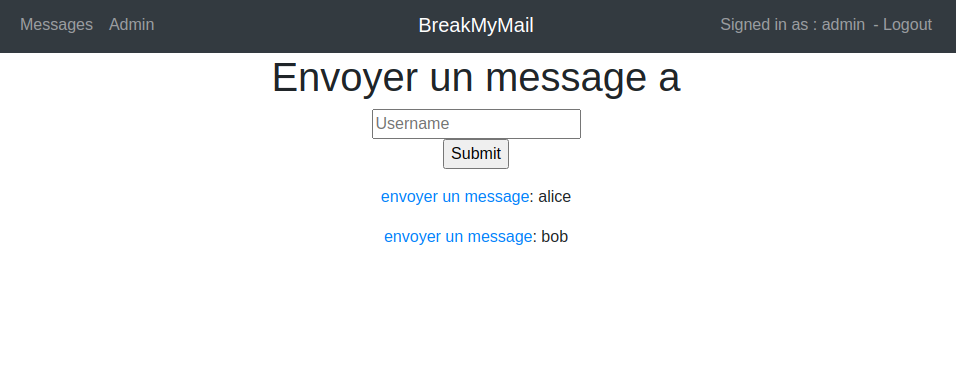 Messages Admin BreakMyMail Signed in as : admin - Logout
Envoyer un message a
Username
Submit
envoyer un message: alice
envoyer un message: bob